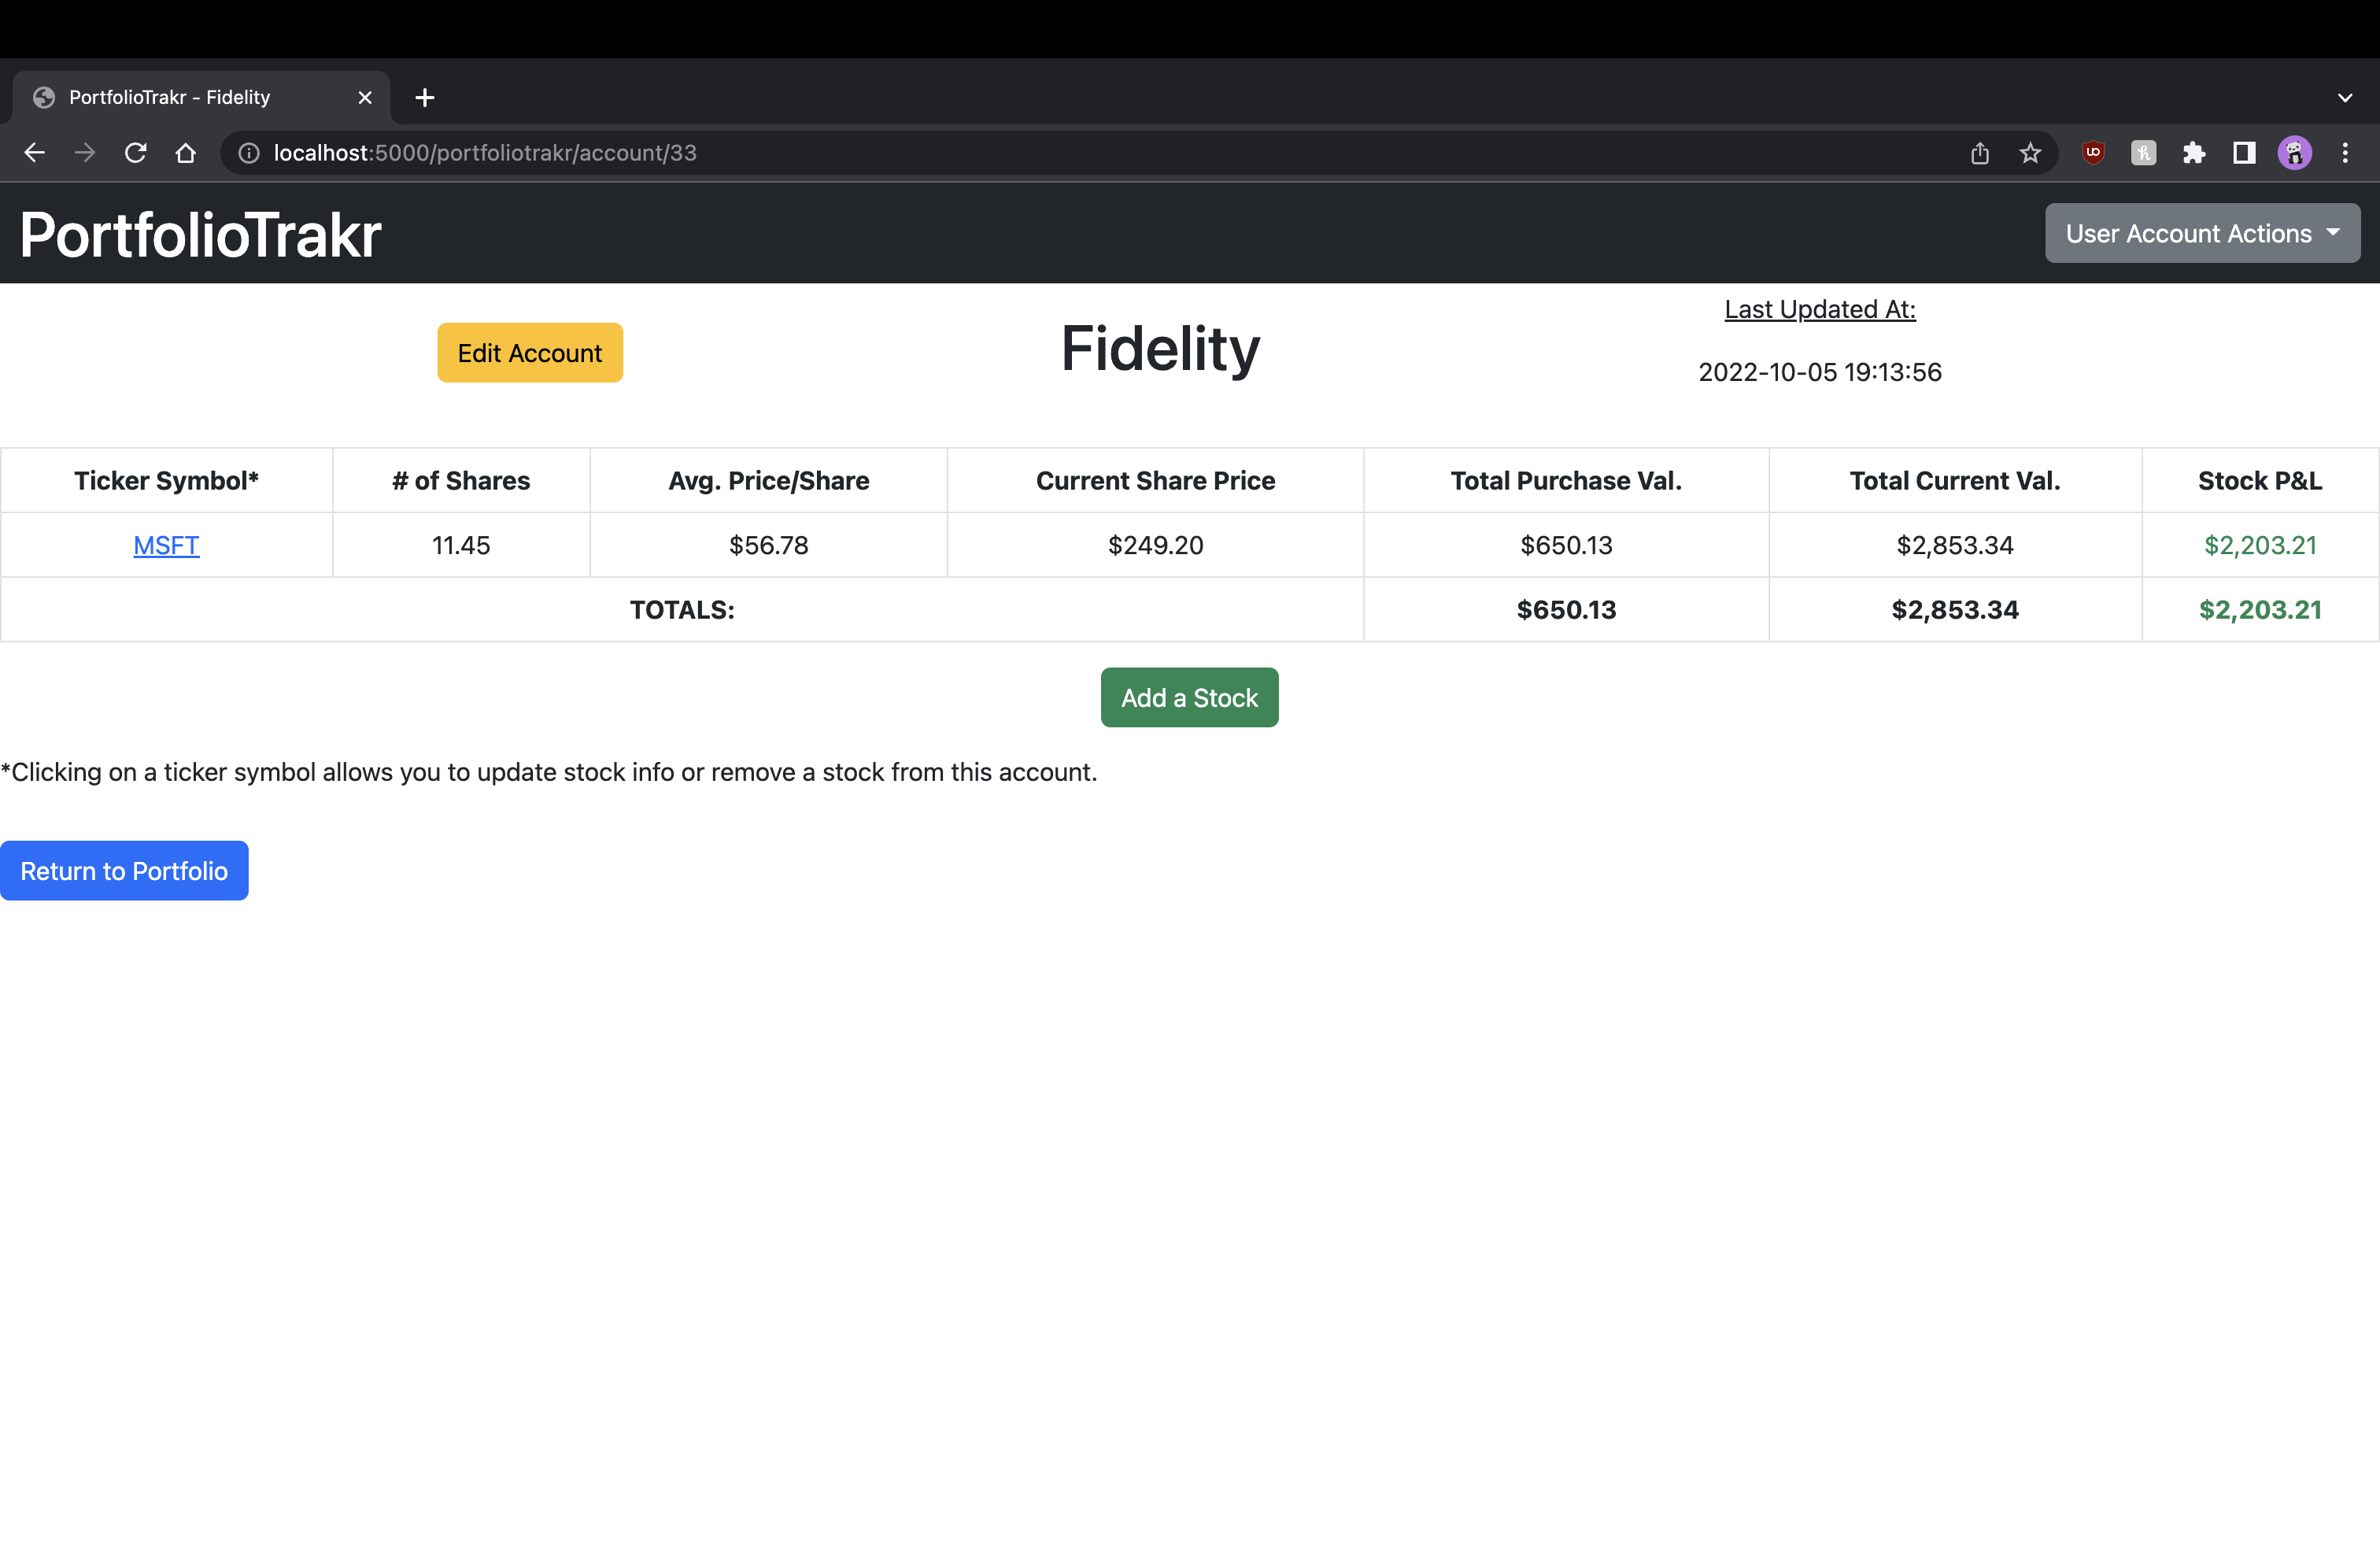 PortfolioTrakr - Fidelity
localhost:5000/portfoliotrakr/account/33
PortfolioTrakr
User Account Actions
Edit Account
Fidelity
Last Updated At:
2022-10-05 19:13:56
Ticker Symbol* # of Shares Avg. Price/Share Current Share Price Total Purchase Val. Total Current Val. Stock P&L
MSFT 11.45 $56.78 $249.20 $650.13 $2,853.34 $2,203.21
TOTALS: $650.13 $2,853.34 $2,203.21
Add a Stock
*Clicking on a ticker symbol allows you to update stock info or remove a stock from this account.
Return to Portfolio